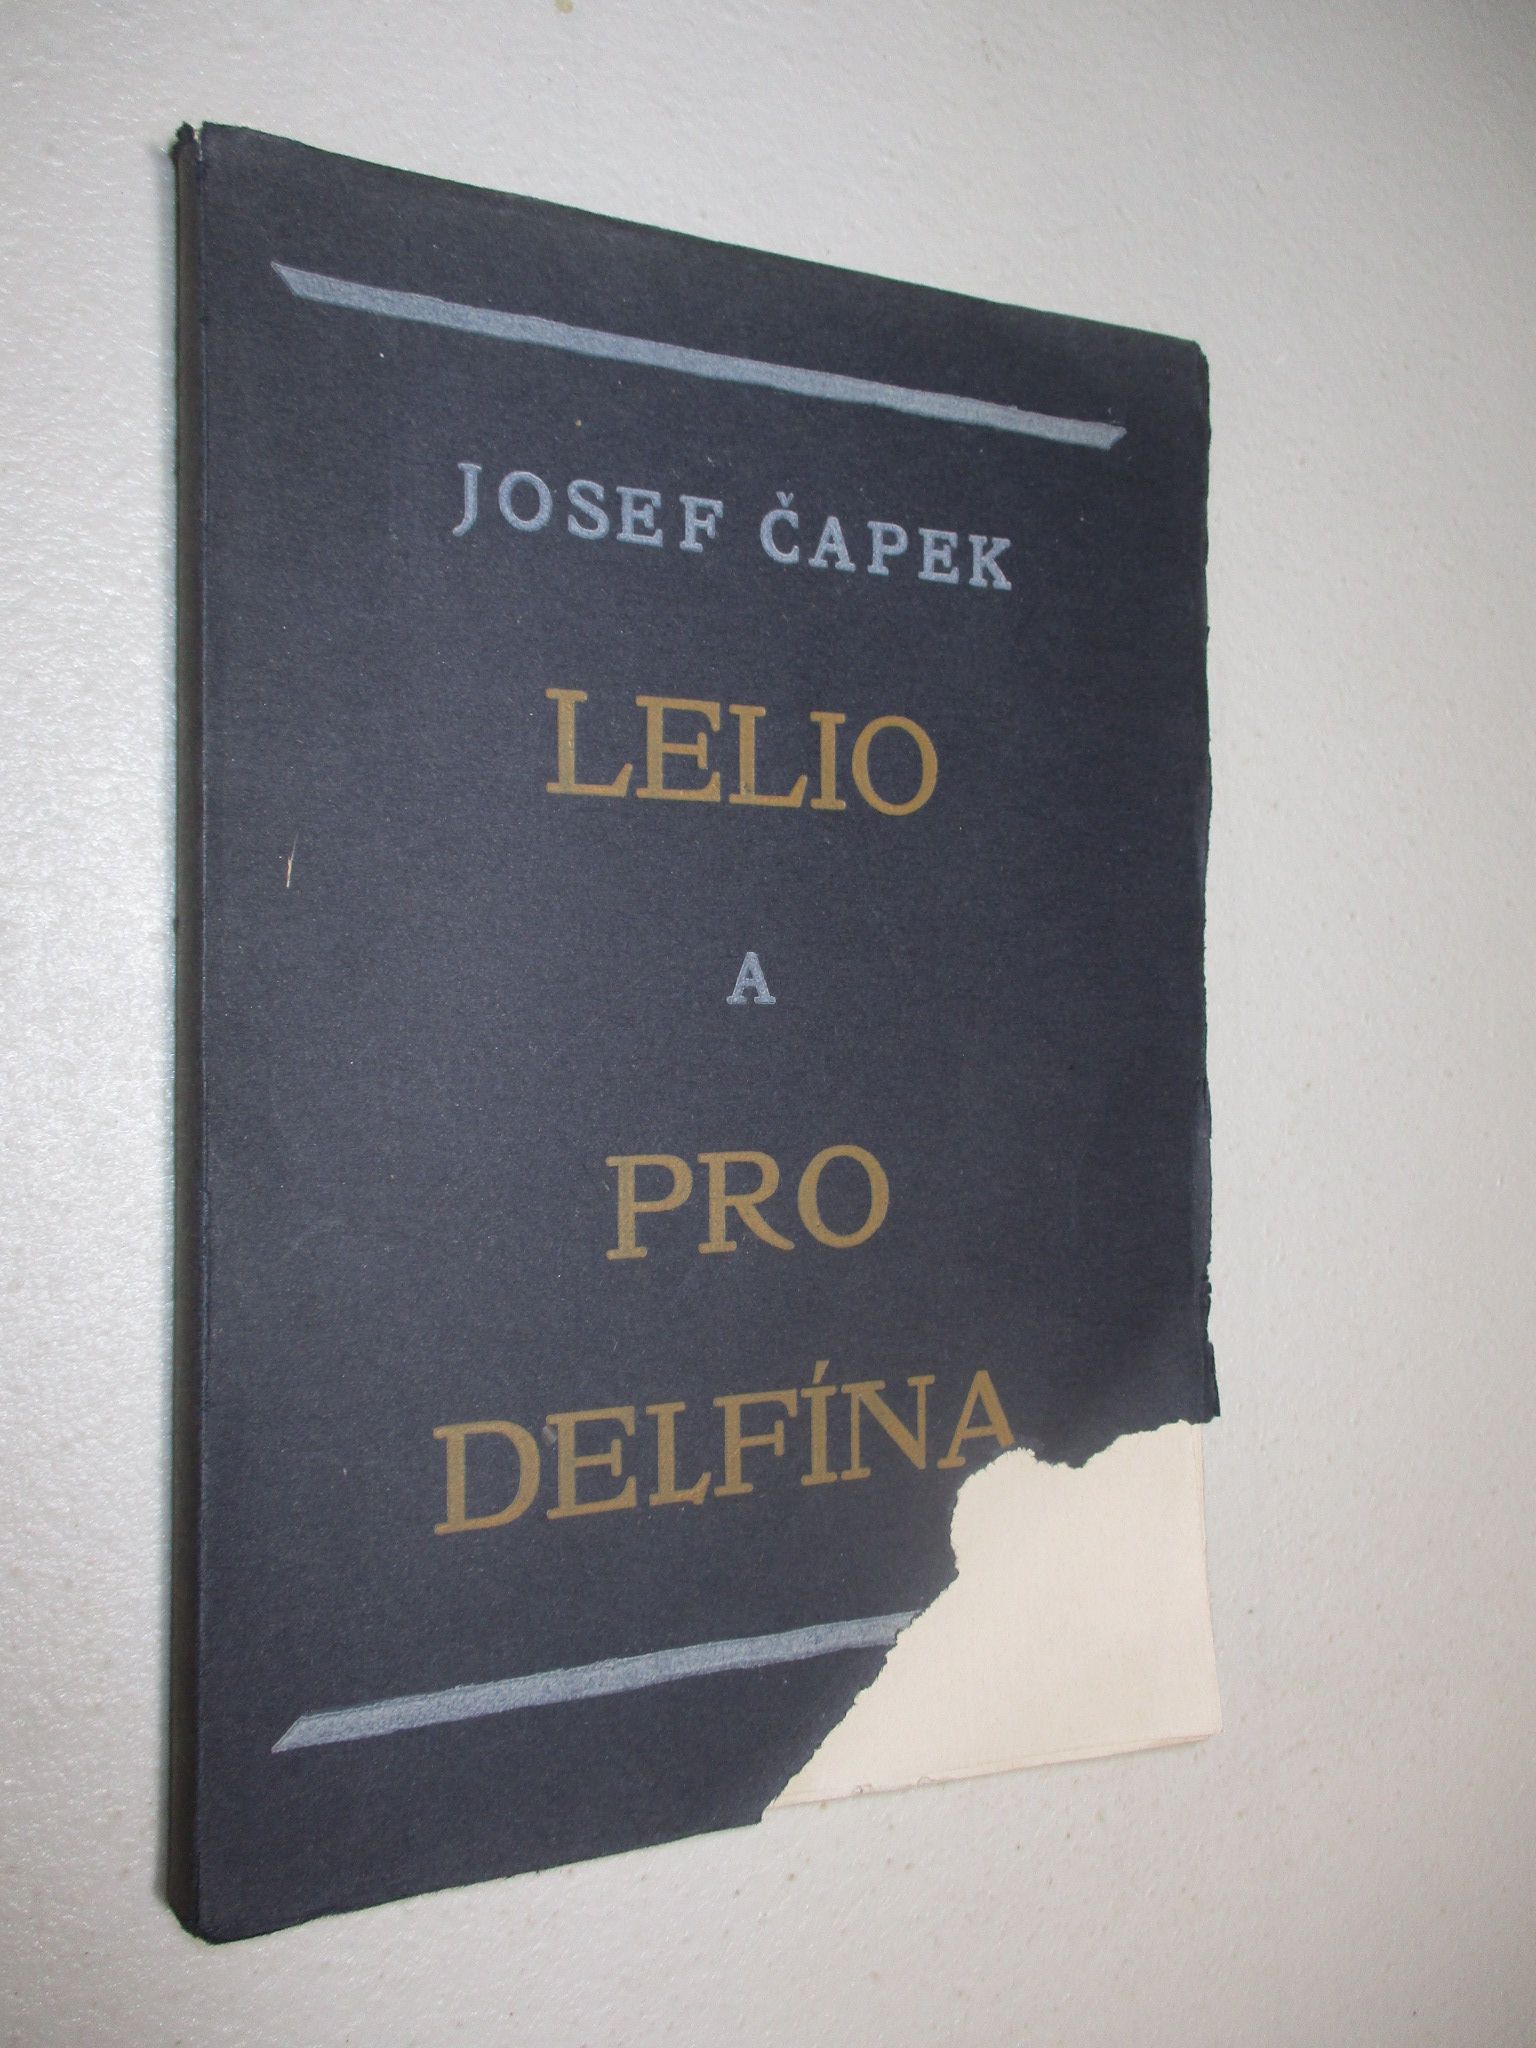 JOSEF ČAPEK
LELIO
A
PRO
DELFÍNA